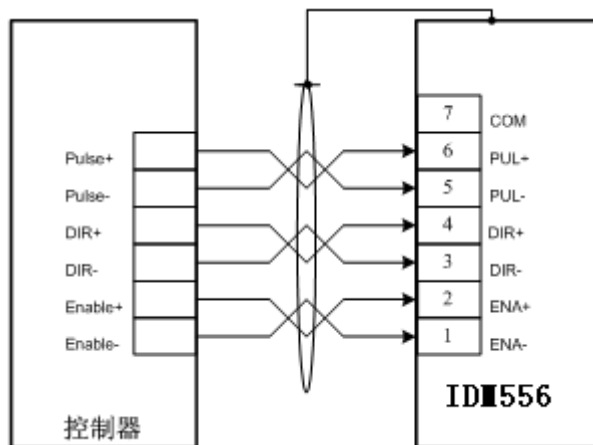 7 COM
Pulse+ 6 PUL+
Pulse- 5 PUL-
DIR+ 4 DIR+
DIR- 3 DIR-
Enable+ 2 ENA+
Enable- 1 ENA-
控制器 IDM556